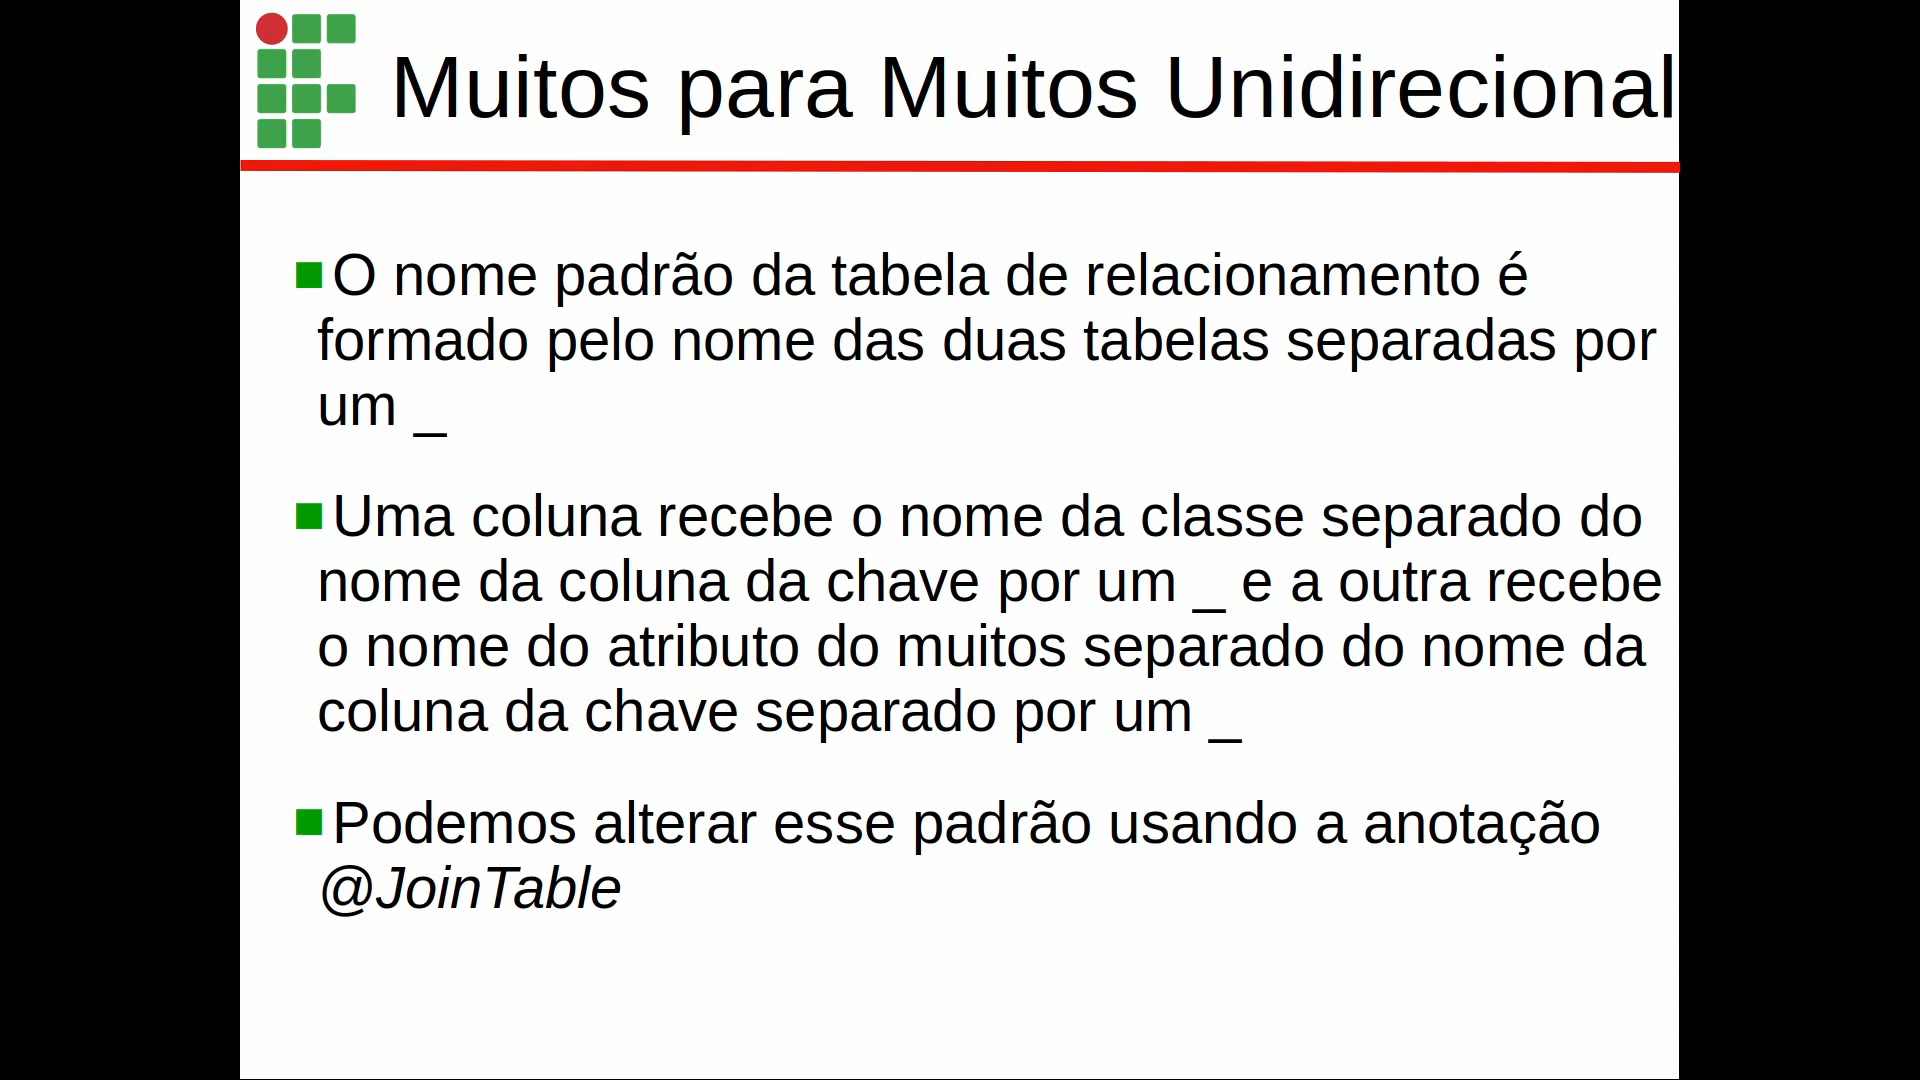 Muitos para Muitos Unidirecional
O nome padrão da tabela de relacionamento é
formado pelo nome das duas tabelas separadas por
um _
Uma coluna recebe o nome da classe separado do
nome da coluna da chave por um _ e a outra recebe
o nome do atributo do muitos separado do nome da
coluna da chave separado por um _
Podemos alterar esse padrão usando a anotação
@JoinTable